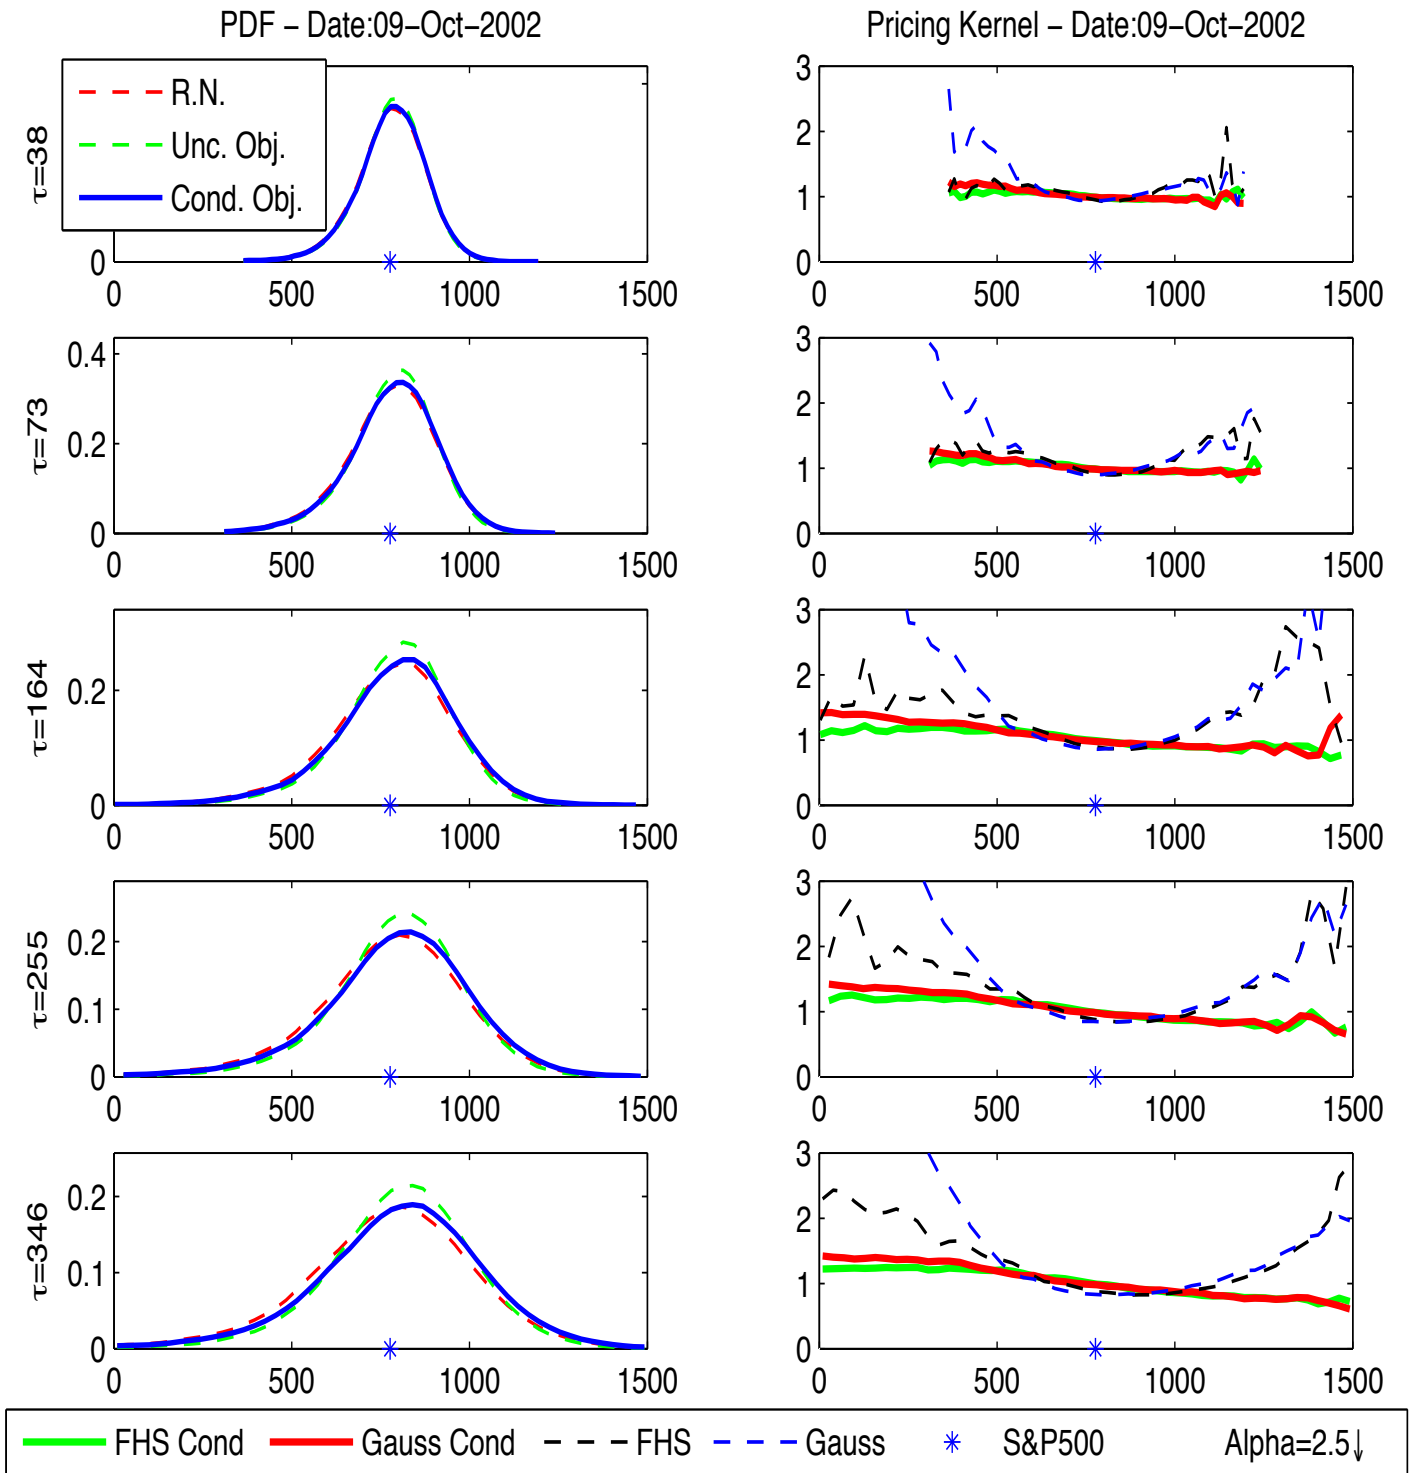 PDF – Date:09–Oct–2002
Pricing Kernel – Date:09–Oct–2002
R.N.
Unc. Obj.
Cond. Obj.
τ=38
0
0 500 1000 1500
3
2
1
0
0 500 1000 1500
τ=73
0.4
0.2
0
0 500 1000 1500
3
2
1
0
0 500 1000 1500
τ=164
0.2
0
0 500 1000 1500
3
2
1
0
0 500 1000 1500
τ=255
0.2
0.1
0
0 500 1000 1500
3
2
1
0
0 500 1000 1500
τ=346
0.2
0.1
0
0 500 1000 1500
3
2
1
0
0 500 1000 1500
FHS Cond Gauss Cond FHS Gauss S&P500 Alpha=2.5↓